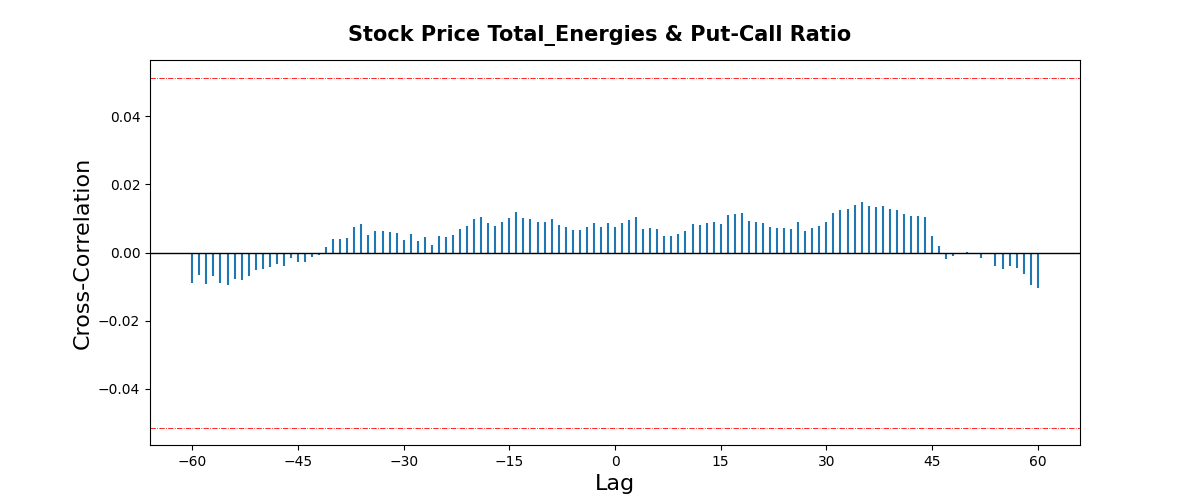 Stock Price Total_Energies & Put-Call Ratio
Cross-Correlation
0.04
0.02
0.00
−0.02
−0.04
−60 −45 −30 −15 0 15 30 45 60
Lag